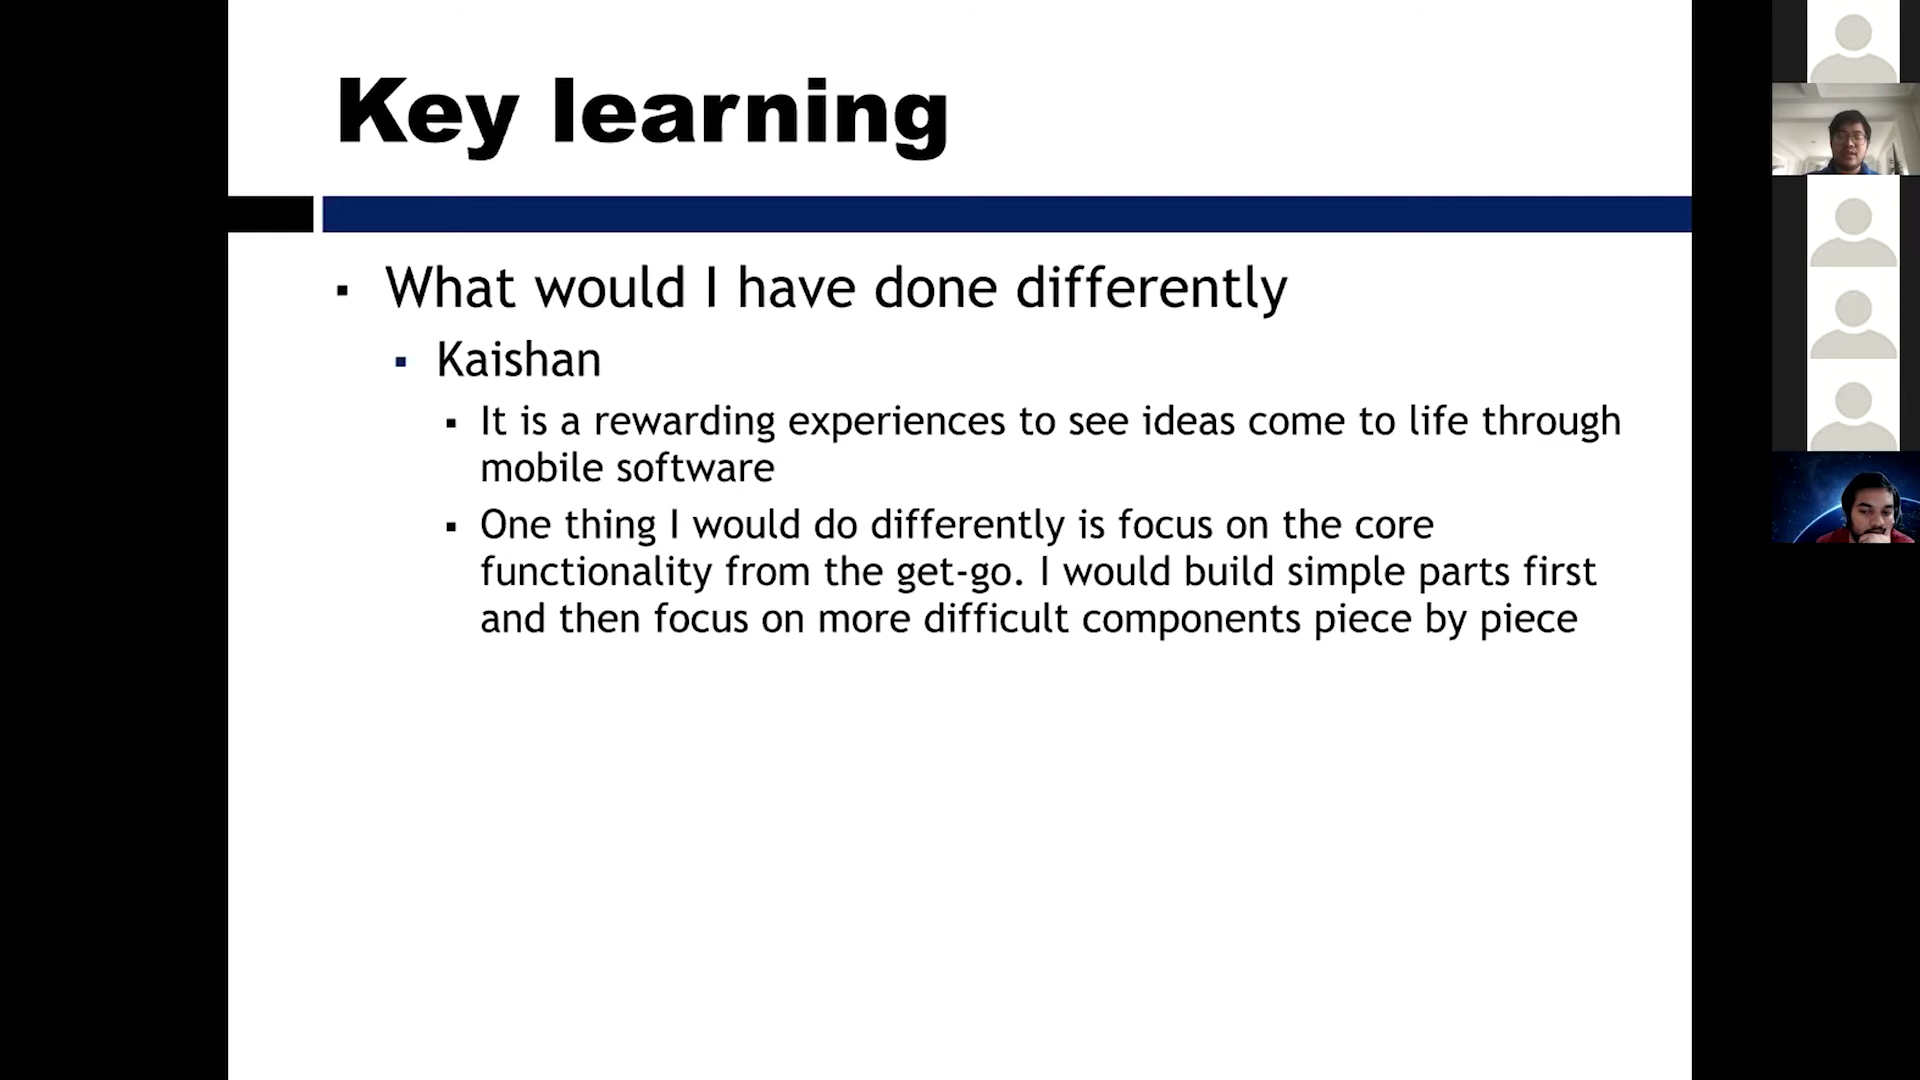 Key learning
What would I have done differently
Kaishan
It is a rewarding experiences to see ideas come to life through
mobile software
One thing I would do differently is focus on the core
functionality from the get-go. I would build simple parts first
and then focus on more difficult components piece by piece